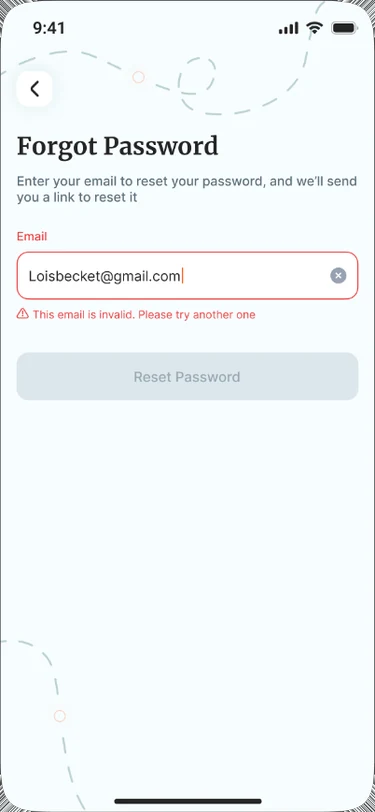 9:41
Forgot Password
Enter your email to reset your password, and we'll send
you a link to reset it
Email
Loisbecket@gmail.com
This email is invalid. Please try another one
Reset Password